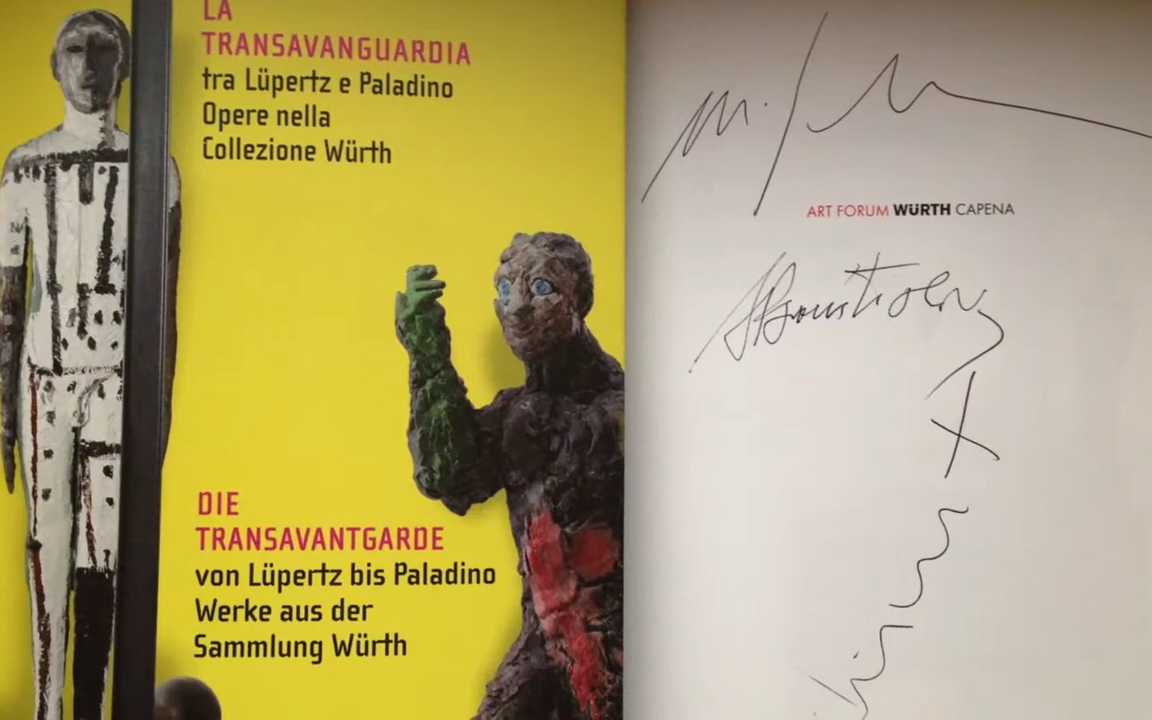 LA
TRANSAVANGUARDIA
tra Lüpertz e Paladino
Opere nella
Collezione Würth
DIE
TRANSAVANTGARDE
von Lüpertz bis Paladino
Werke aus der
Sammlung Würth
ART FORUM WÜRTH CAPENA